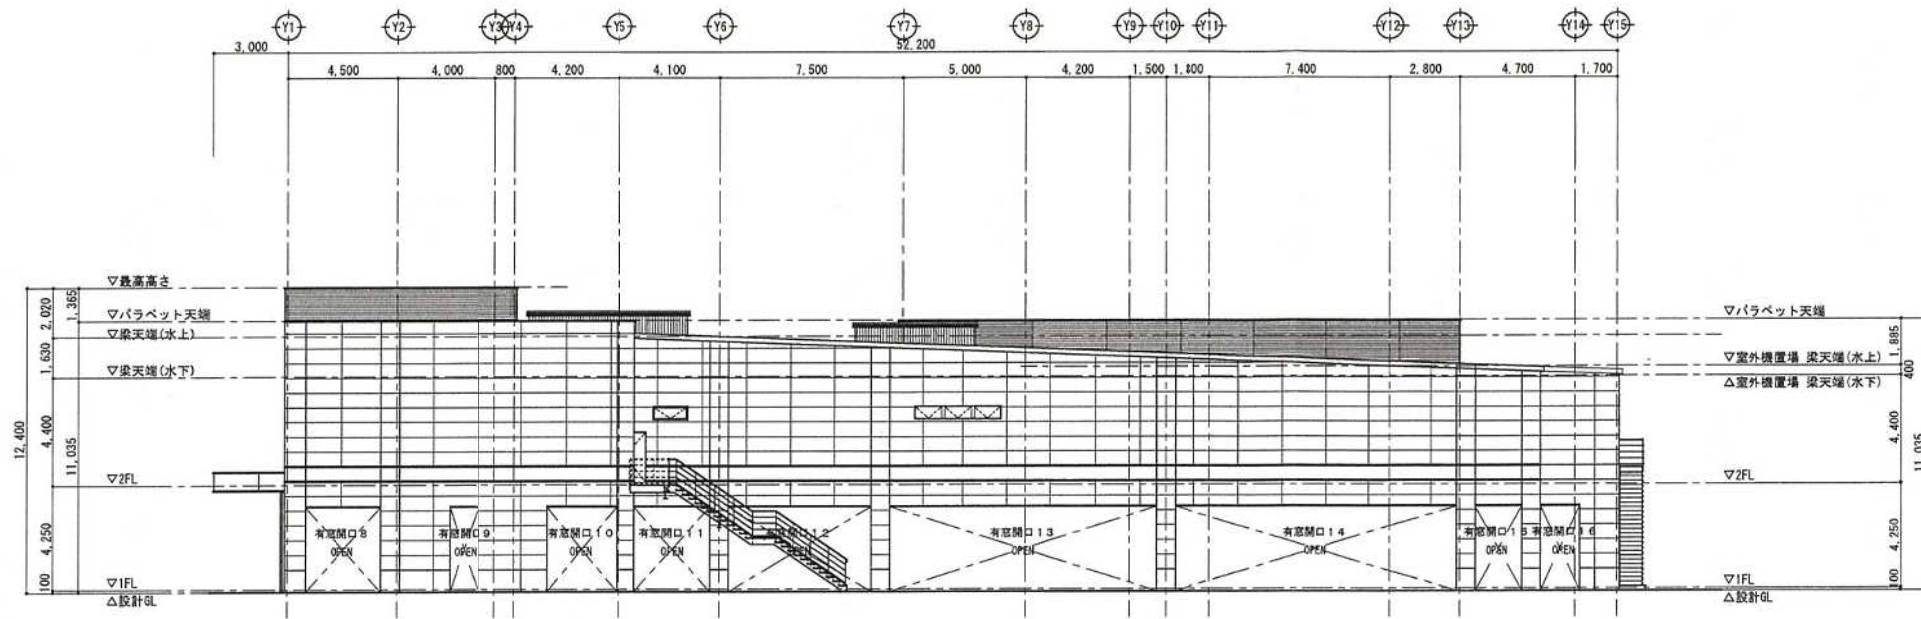 Y1 Y2 Y3 Y4 Y5 Y6 Y7 Y8 Y9 Y10 Y11 Y12 Y13 Y14 Y15
3,000 52,200
4,500 4,000 800 4,200 4,100 7,500 5,000 4,200 1,500 7,400 2,800 4,700 1,700
▽最高高さ
▽パラペット天端
▽梁天端(水上)
▽梁天端(水下)
▽2FL
▽1FL
△設計GL
12,400
2,020
1,630
4,400
4,250
100
1,365
11,035
有窓開口8
OPEN
有窓開口9
OPEN
有窓開口10
OPEN
有窓開口11
OPEN
有窓開口12
OPEN
有窓開口13
OPEN
有窓開口14
OPEN
有窓開口15
OPEN
有窓開口16
OPEN
▽パラペット天端
▽室外機置場 梁天端(水上)
△室外機置場 梁天端(水下)
▽2FL
▽1FL
△設計GL
1,885
400
4,400
4,250
100
11,035